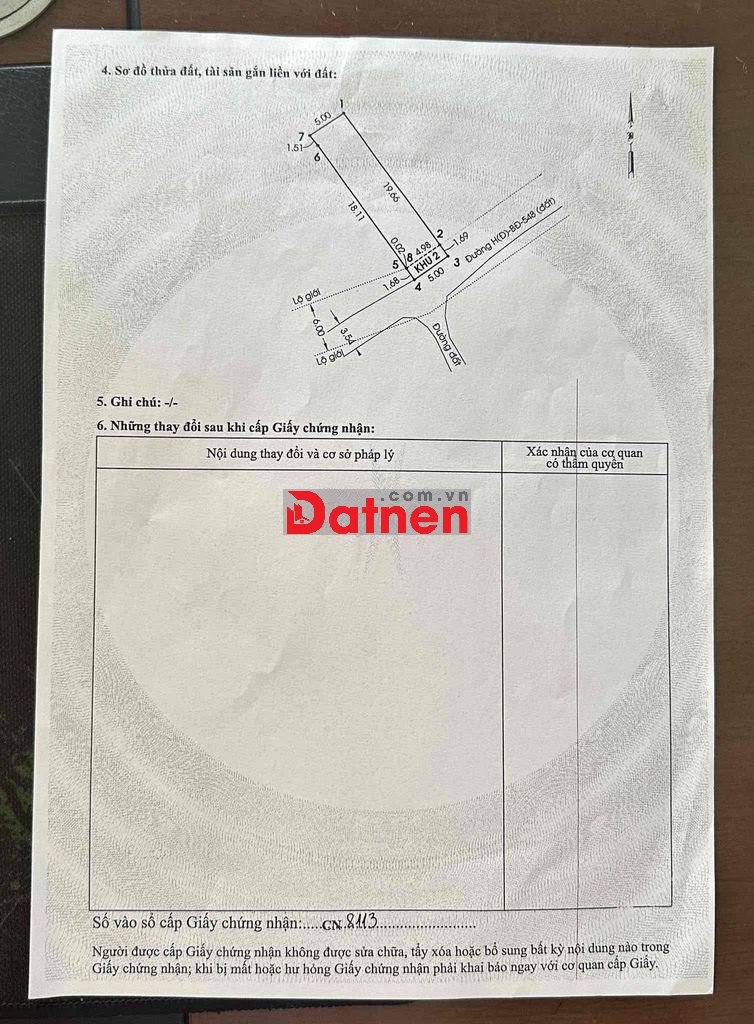 4. Sơ đồ thửa đất, tài sản gắn liền với đất:
1
5.00
7
1.51
6
19.66
18.11
0.02
8
4.98
2
1.69
5
KHU 2
3
Đường H(Đ)-BD-548 (đất)
1.68
4
5.00
Lộ giới
6.00
3.54
Lộ giới
Đường đất
5. Ghi chú: -/-
6. Những thay đổi sau khi cấp Giấy chứng nhận:
Nội dung thay đổi và cơ sở pháp lý
Xác nhận của cơ quan
có thẩm quyền
.com.vn
Datnen
Số vào sổ cấp Giấy chứng nhận:.....CN 8113........................
Người được cấp Giấy chứng nhận không được sửa chữa, tẩy xóa hoặc bổ sung bất kỳ nội dung nào trong
Giấy chứng nhận; khi bị mất hoặc hư hỏng Giấy chứng nhận phải khai báo ngay với cơ quan cấp Giấy.